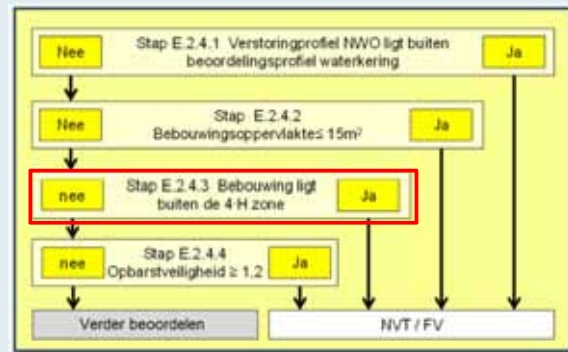 Nee Stap E.2.4.1 Verstoringprofiel NWO ligt buiten Ja
beoordelingsprofiel waterkering
Nee Stap E.2.4.2 Ja
Bebouwingsoppervlakte≤ 15m²
nee Stap E.2.4.3 Bebouwing ligt Ja
buiten de 4·H zone
nee Stap E.2.4.4 Ja
Opbarstveiligheid ≥ 1,2
Verder beoordelen NVT / FV